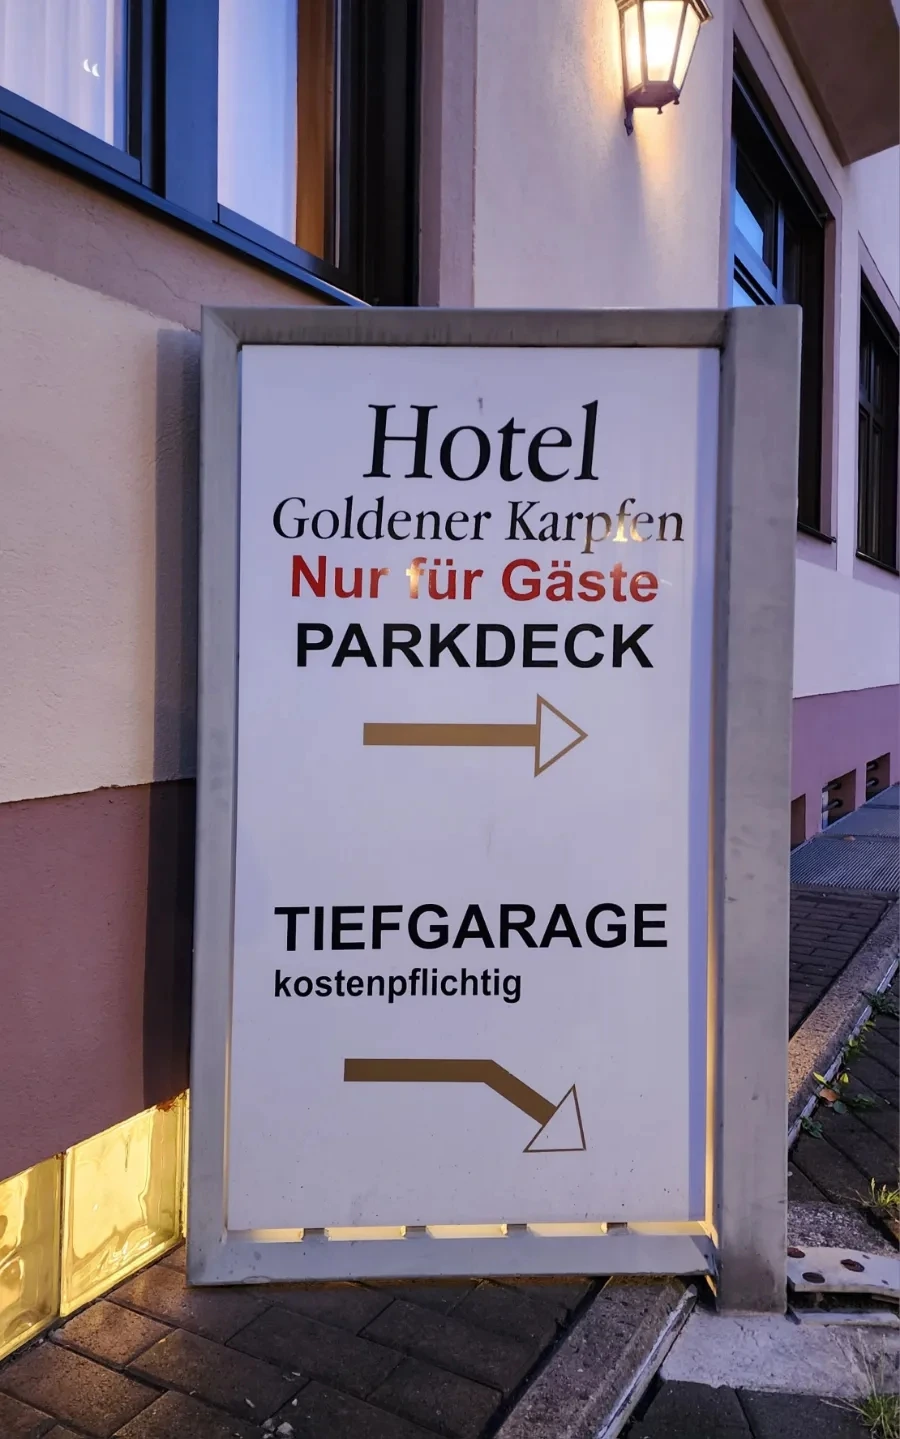 Hotel
Goldener Karpfen
Nur für Gäste
PARKDECK
TIEFGARAGE
kostenpflichtig